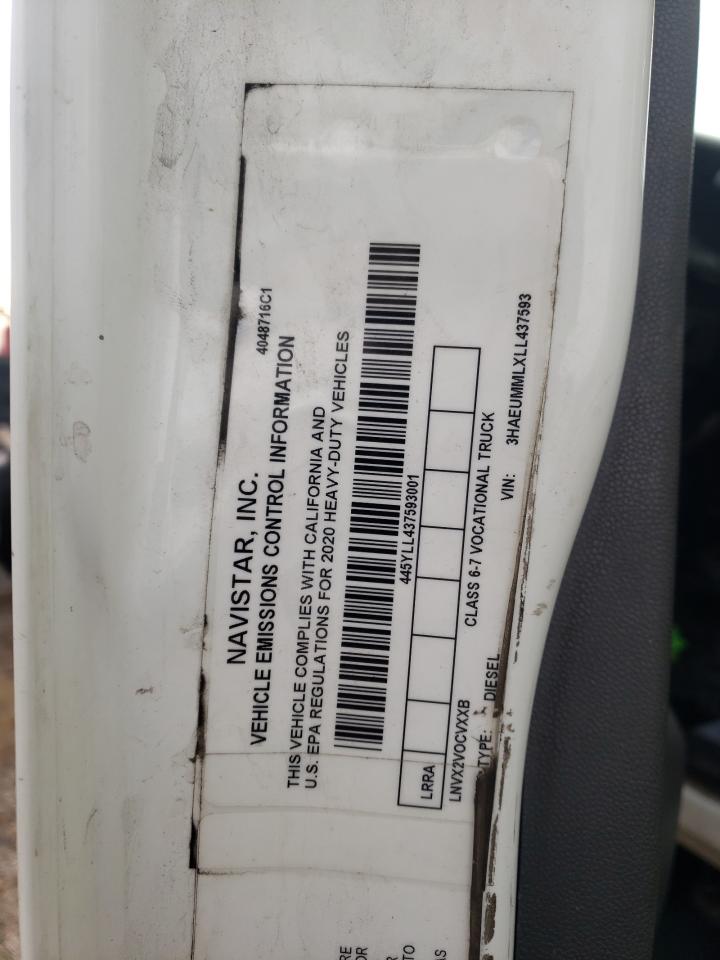 4048716C1
NAVISTAR, INC.
VEHICLE EMISSIONS CONTROL INFORMATION
THIS VEHICLE COMPLIES WITH CALIFORNIA AND
U.S. EPA REGULATIONS FOR 2020 HEAVY-DUTY VEHICLES
445YLL437593001
LRRA
LNVX2VOCVXXB
CLASS 6-7 VOCATIONAL TRUCK
TYPE: DIESEL
VIN: 3HAEUMMLXLL437593